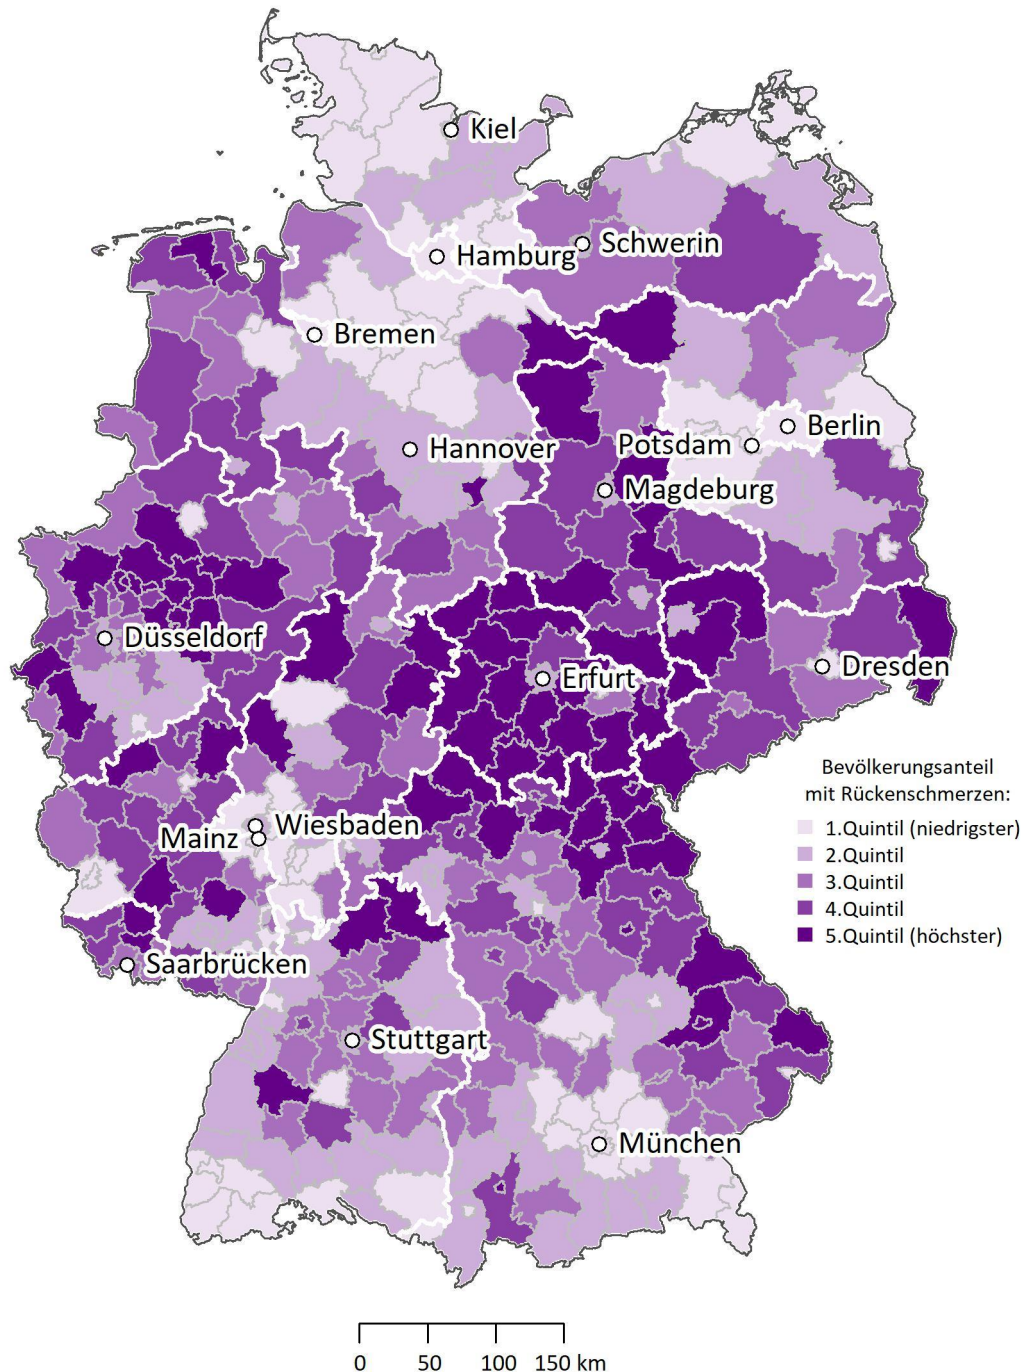 Kiel
Schwerin
Hamburg
Bremen
Berlin
Potsdam
Hannover
Magdeburg
Düsseldorf
Erfurt
Dresden
Bevölkerungsanteil
mit Rückenschmerzen:
1.Quintil (niedrigster)
2.Quintil
3.Quintil
4.Quintil
5.Quintil (höchster)
Wiesbaden
Mainz
Saarbrücken
Stuttgart
München
0 50 100 150 km